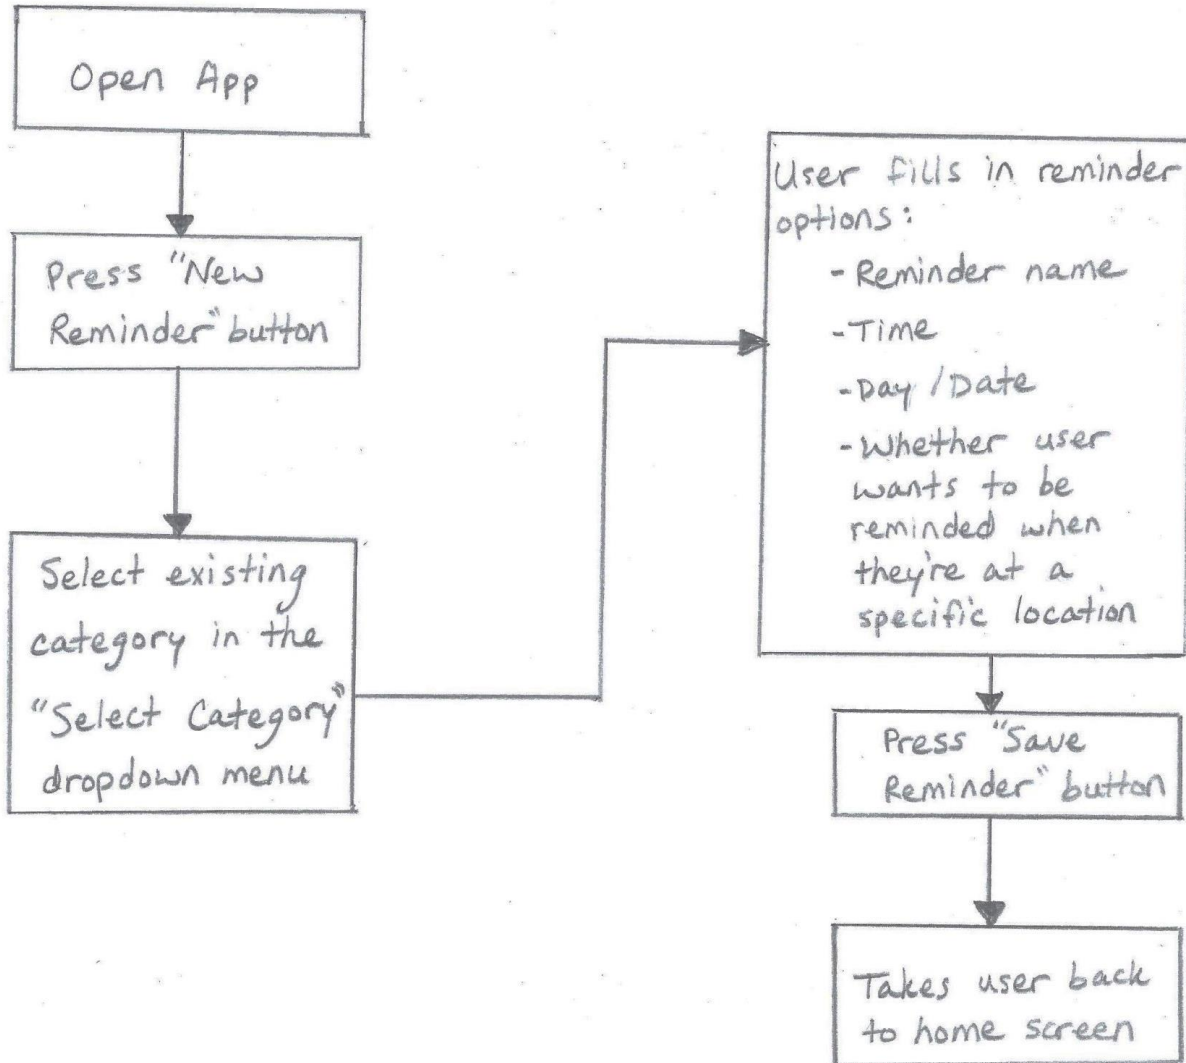 Open App
Press "New
Reminder" button
Select existing
category in the
"Select Category"
dropdown menu
User fills in reminder
options:
- Reminder name
- Time
- Day / Date
- Whether user
wants to be
reminded when
they're at a
specific location
Press "Save
Reminder" button
Takes user back
to home screen